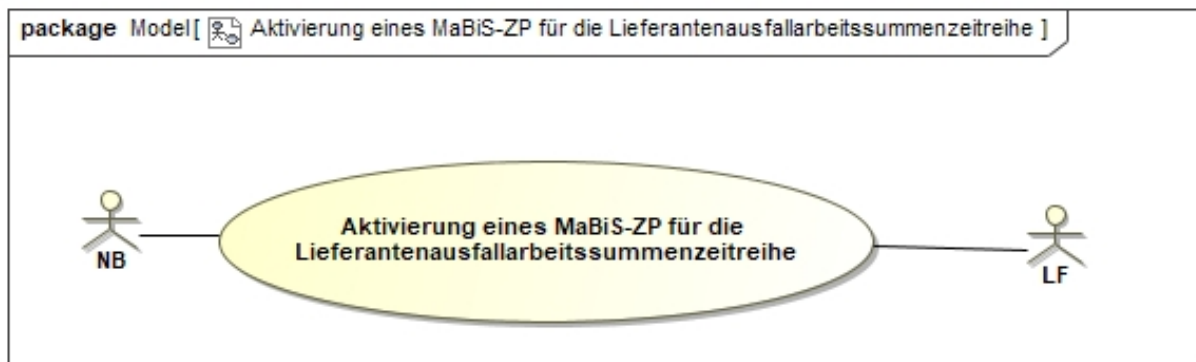 package Model[ Aktivierung eines MaBiS-ZP für die Lieferantenausfallarbeitssummenzeitreihe ]
Aktivierung eines MaBiS-ZP für die
Lieferantenausfallarbeitssummenzeitreihe
NB
LF